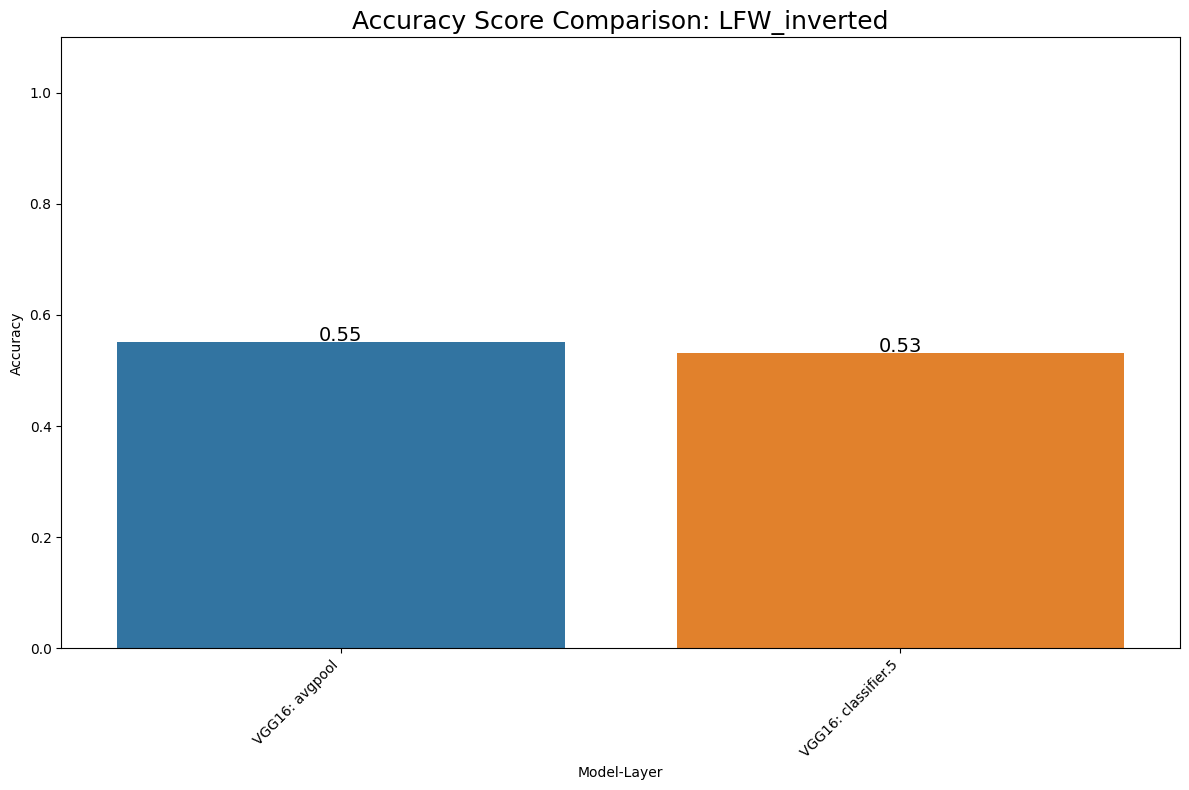 Accuracy Score Comparison: LFW_inverted
Accuracy
1.0
0.8
0.6
0.4
0.2
0.0
0.55
0.53
VGG16: avgpool
VGG16: classifier.5
Model-Layer